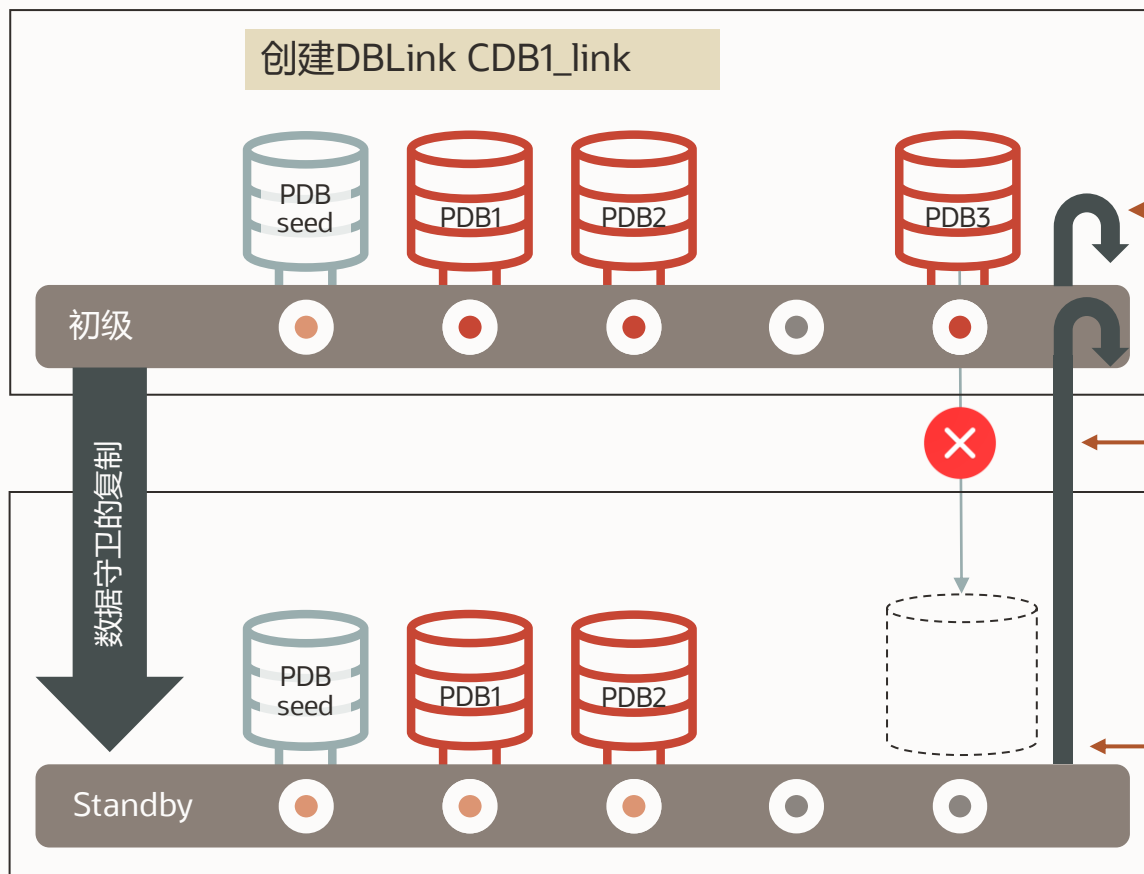 创建DBLink CDB1_link
PDB
seed
PDB1
PDB2
PDB3
初级
数据守卫的复制
PDB
seed
PDB1
PDB2
Standby